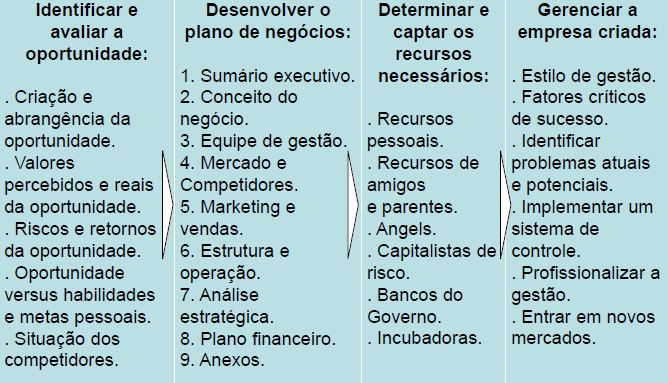 Identificar e
avaliar a
oportunidade:
. Criação e
abrangência da
oportunidade.
. Valores
percebidos e reais
da oportunidade.
. Riscos e retornos
da oportunidade.
. Oportunidade
versus habilidades
e metas pessoais.
. Situação dos
competidores.
Desenvolver o
plano de negócios:
1. Sumário executivo.
2. Conceito do
negócio.
3. Equipe de gestão.
4. Mercado e
Competidores.
5. Marketing e
vendas.
6. Estrutura e
operação.
7. Análise
estratégica.
8. Plano financeiro.
9. Anexos.
Determinar e
captar os
recursos
necessários:
. Recursos
pessoais.
. Recursos de
amigos
e parentes.
. Angels.
. Capitalistas de
risco.
. Bancos do
Governo.
. Incubadoras.
Gerenciar a
empresa criada:
. Estilo de gestão.
. Fatores críticos
de sucesso.
. Identificar
problemas atuais
e potenciais.
. Implementar um
sistema de
controle.
. Profissionalizar a
gestão.
. Entrar em novos
mercados.